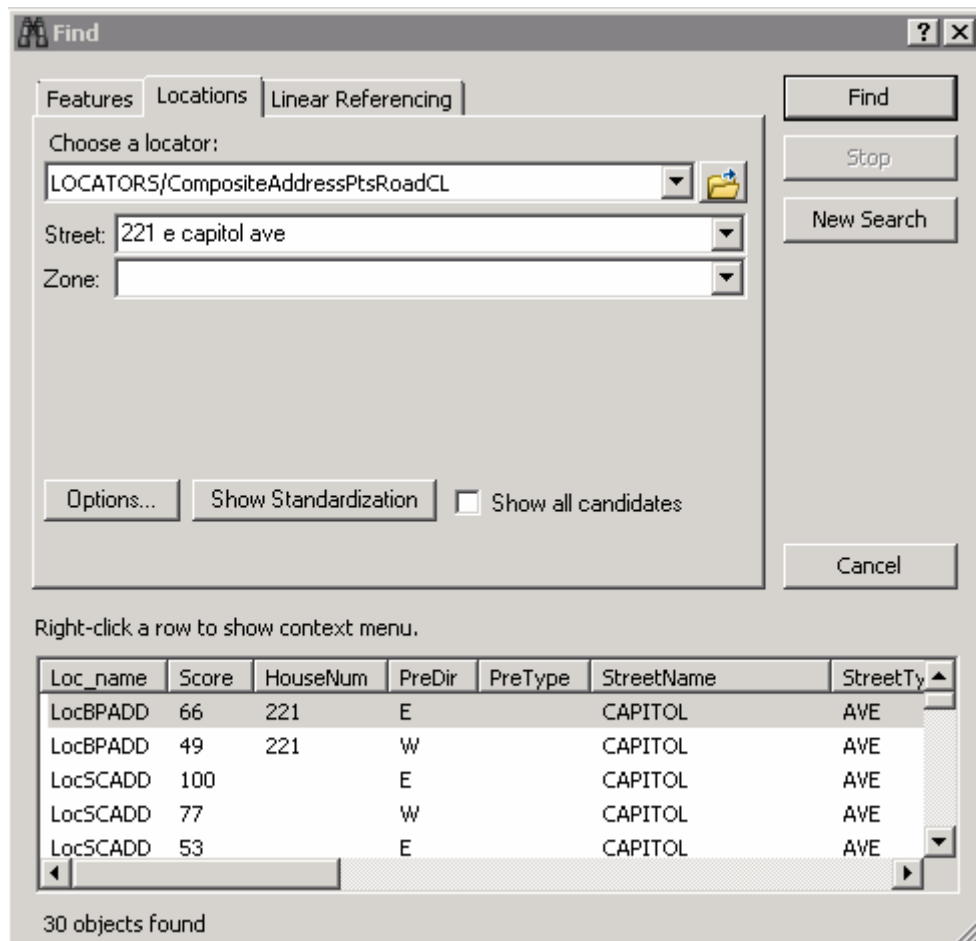 Find
Features Locations Linear Referencing
Find
Choose a locator:
Stop
LOCATORS/CompositeAddressPtsRoadCL
New Search
Street: 221 e capitol ave
Zone:
Options... Show Standardization Show all candidates
Cancel
Right-click a row to show context menu.
Loc_name Score HouseNum PreDir PreType StreetName StreetTy
LocBPADD 66 221 E CAPITOL AVE
LocBPADD 49 221 W CAPITOL AVE
LocSCADD 100 E CAPITOL AVE
LocSCADD 77 W CAPITOL AVE
LocSCADD 53 E CAPITOL AVE
30 objects found